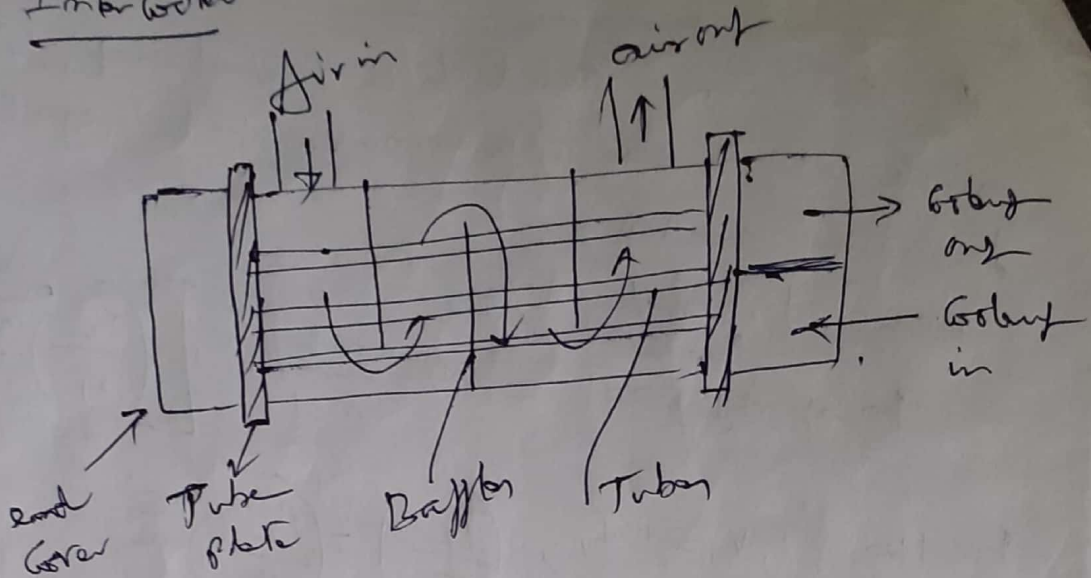 Air in
air out
Cooling
out
Cooling
in
end
Cover
Tube
plate
Baffles
Tubes